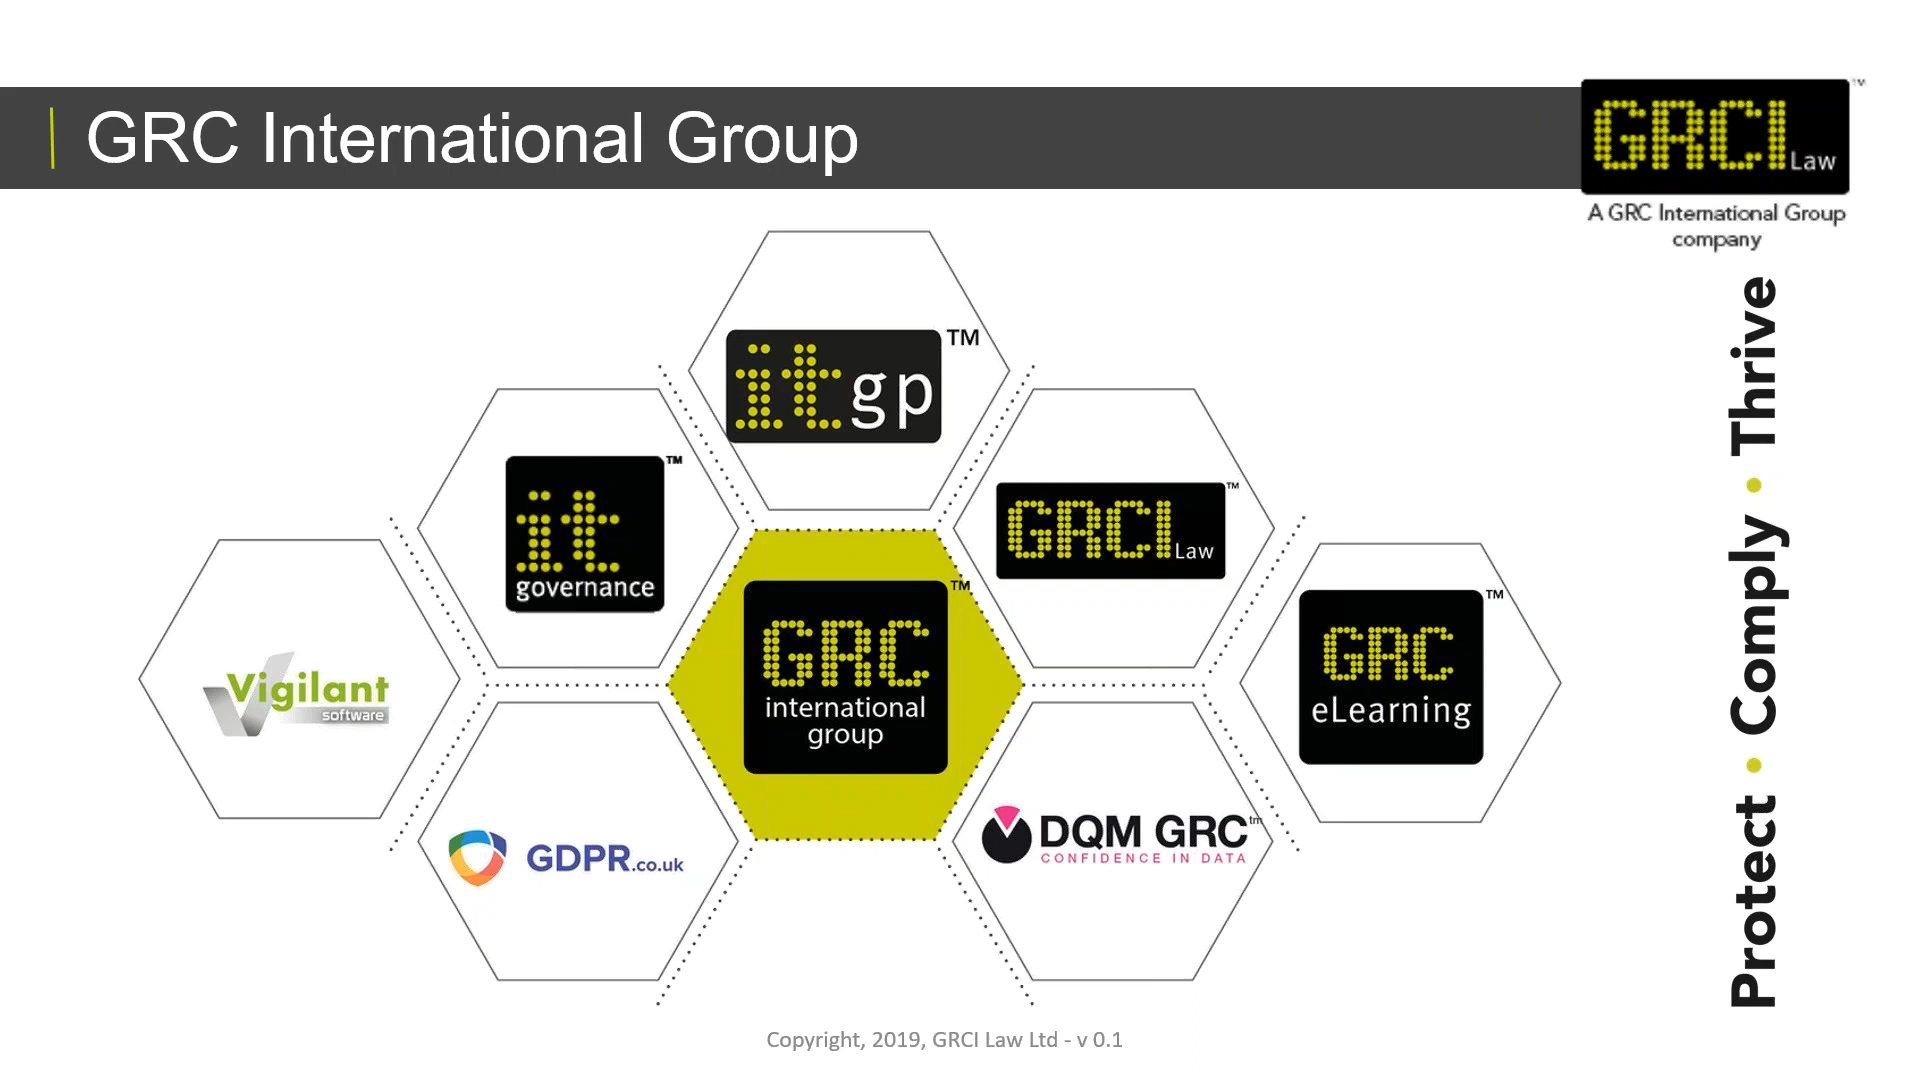 GRC International Group
GRCI Law
TM
A GRC International Group
company
Protect • Comply • Thrive
it gp
TM
it
governance
TM
GRCI Law
TM
Vigilant
software
GRC
international
group
TM
GRC
eLearning
TM
GDPR.co.uk
DQM GRC tm
CONFIDENCE IN DATA
Copyright, 2019, GRCI Law Ltd - v 0.1